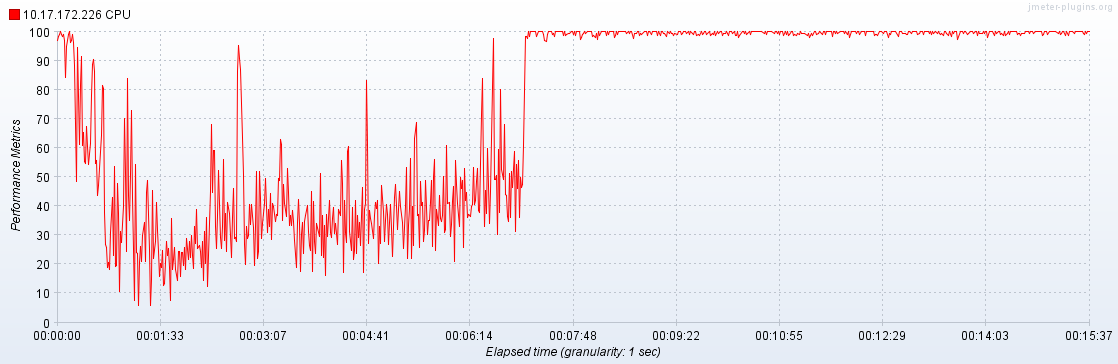 jmeter-plugins.org
10.17.172.226 CPU
100
90
80
70
60
50
40
30
20
10
0
Performance Metrics
00:00:00 00:01:33 00:03:07 00:04:41 00:06:14 00:07:48 00:09:22 00:10:55 00:12:29 00:14:03 00:15:37
Elapsed time (granularity: 1 sec)